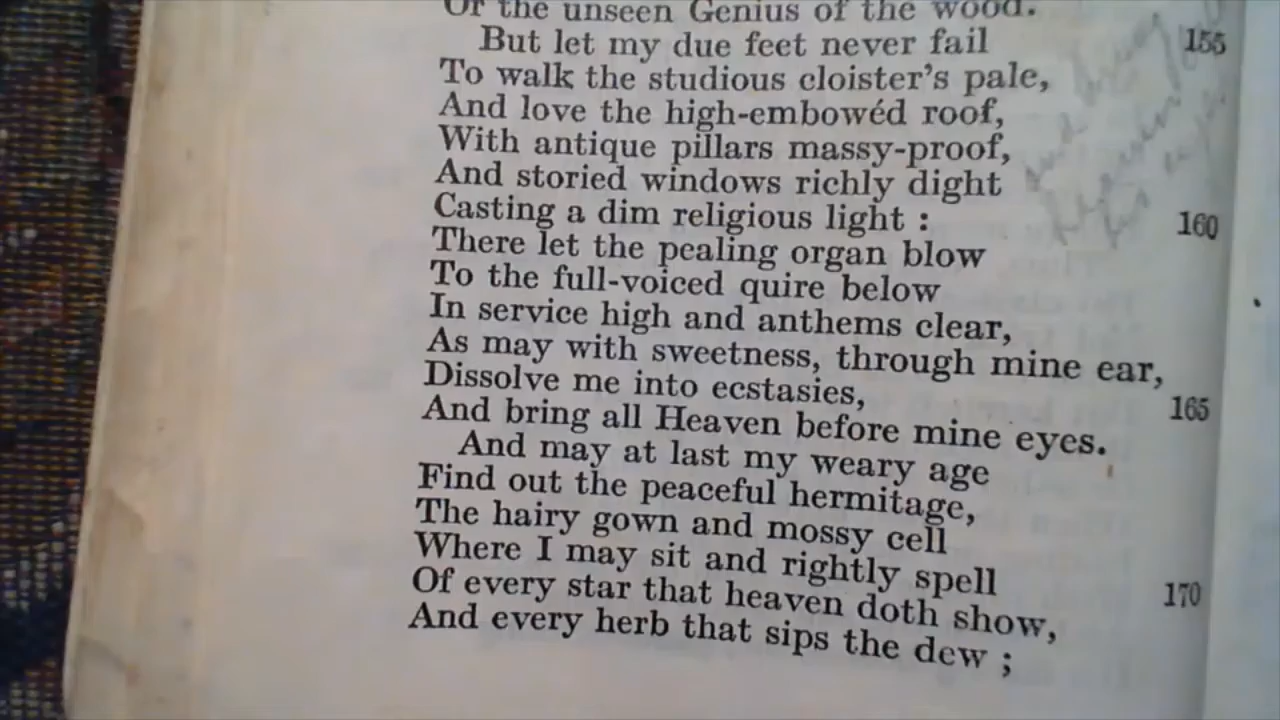 Of the unseen Genius of the wood.
But let my due feet never fail 155
To walk the studious cloister's pale,
And love the high-embowéd roof,
With antique pillars massy-proof,
And storied windows richly dight
Casting a dim religious light : 160
There let the pealing organ blow
To the full-voiced quire below
In service high and anthems clear,
As may with sweetness, through mine ear,
Dissolve me into ecstasies, 165
And bring all Heaven before mine eyes.
And may at last my weary age
Find out the peaceful hermitage,
The hairy gown and mossy cell
Where I may sit and rightly spell 170
Of every star that heaven doth show,
And every herb that sips the dew ;